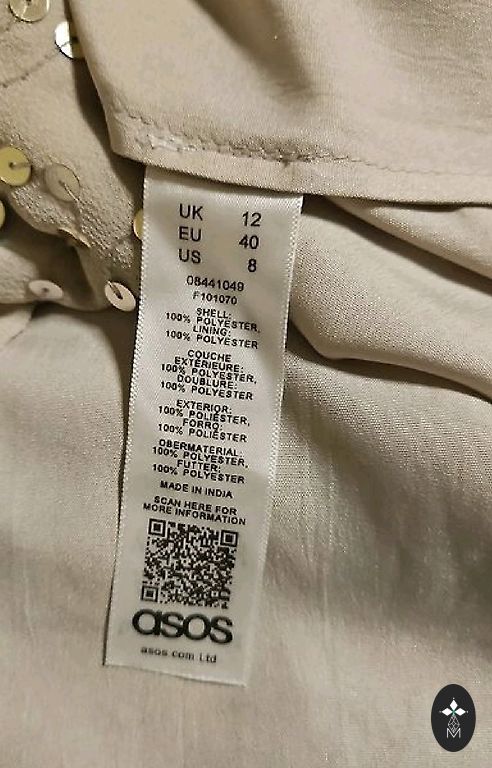 UK 12
EU 40
US 8
08441049
F101070
SHELL:
100% POLYESTER,
LINING:
100% POLYESTER
COUCHE
EXTÉRIEURE:
100% POLYESTER,
DOUBLURE:
100% POLYESTER
EXTERIOR:
100% POLIÉSTER,
FORRO:
100% POLIÉSTER
OBERMATERIAL:
100% POLYESTER,
FUTTER:
100% POLYESTER
MADE IN INDIA
SCAN HERE FOR
MORE INFORMATION
asos
asos.com Ltd
M